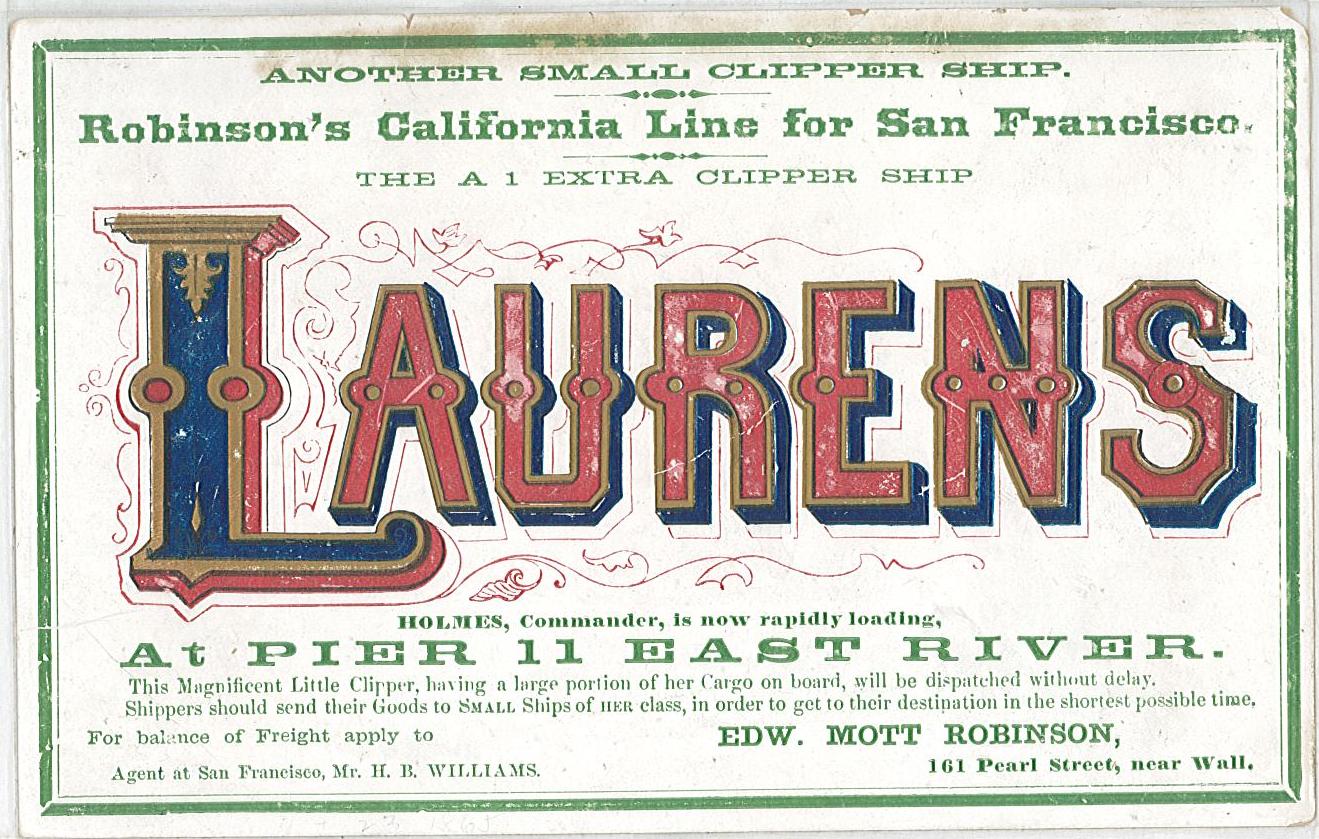 ANOTHER SMALL CLIPPER SHIP.
Robinson's California Line for San Francisco.
THE A 1 EXTRA CLIPPER SHIP
LAURENS
HOLMES, Commander, is now rapidly loading,
At PIER 11 EAST RIVER.
This Magnificent Little Clipper, having a large portion of her Cargo on board, will be dispatched without delay.
Shippers should send their Goods to SMALL Ships of HER class, in order to get to their destination in the shortest possible time.
For balance of Freight apply to
EDW. MOTT ROBINSON,
Agent at San Francisco, Mr. H. B. WILLIAMS.
161 Pearl Street, near Wall.